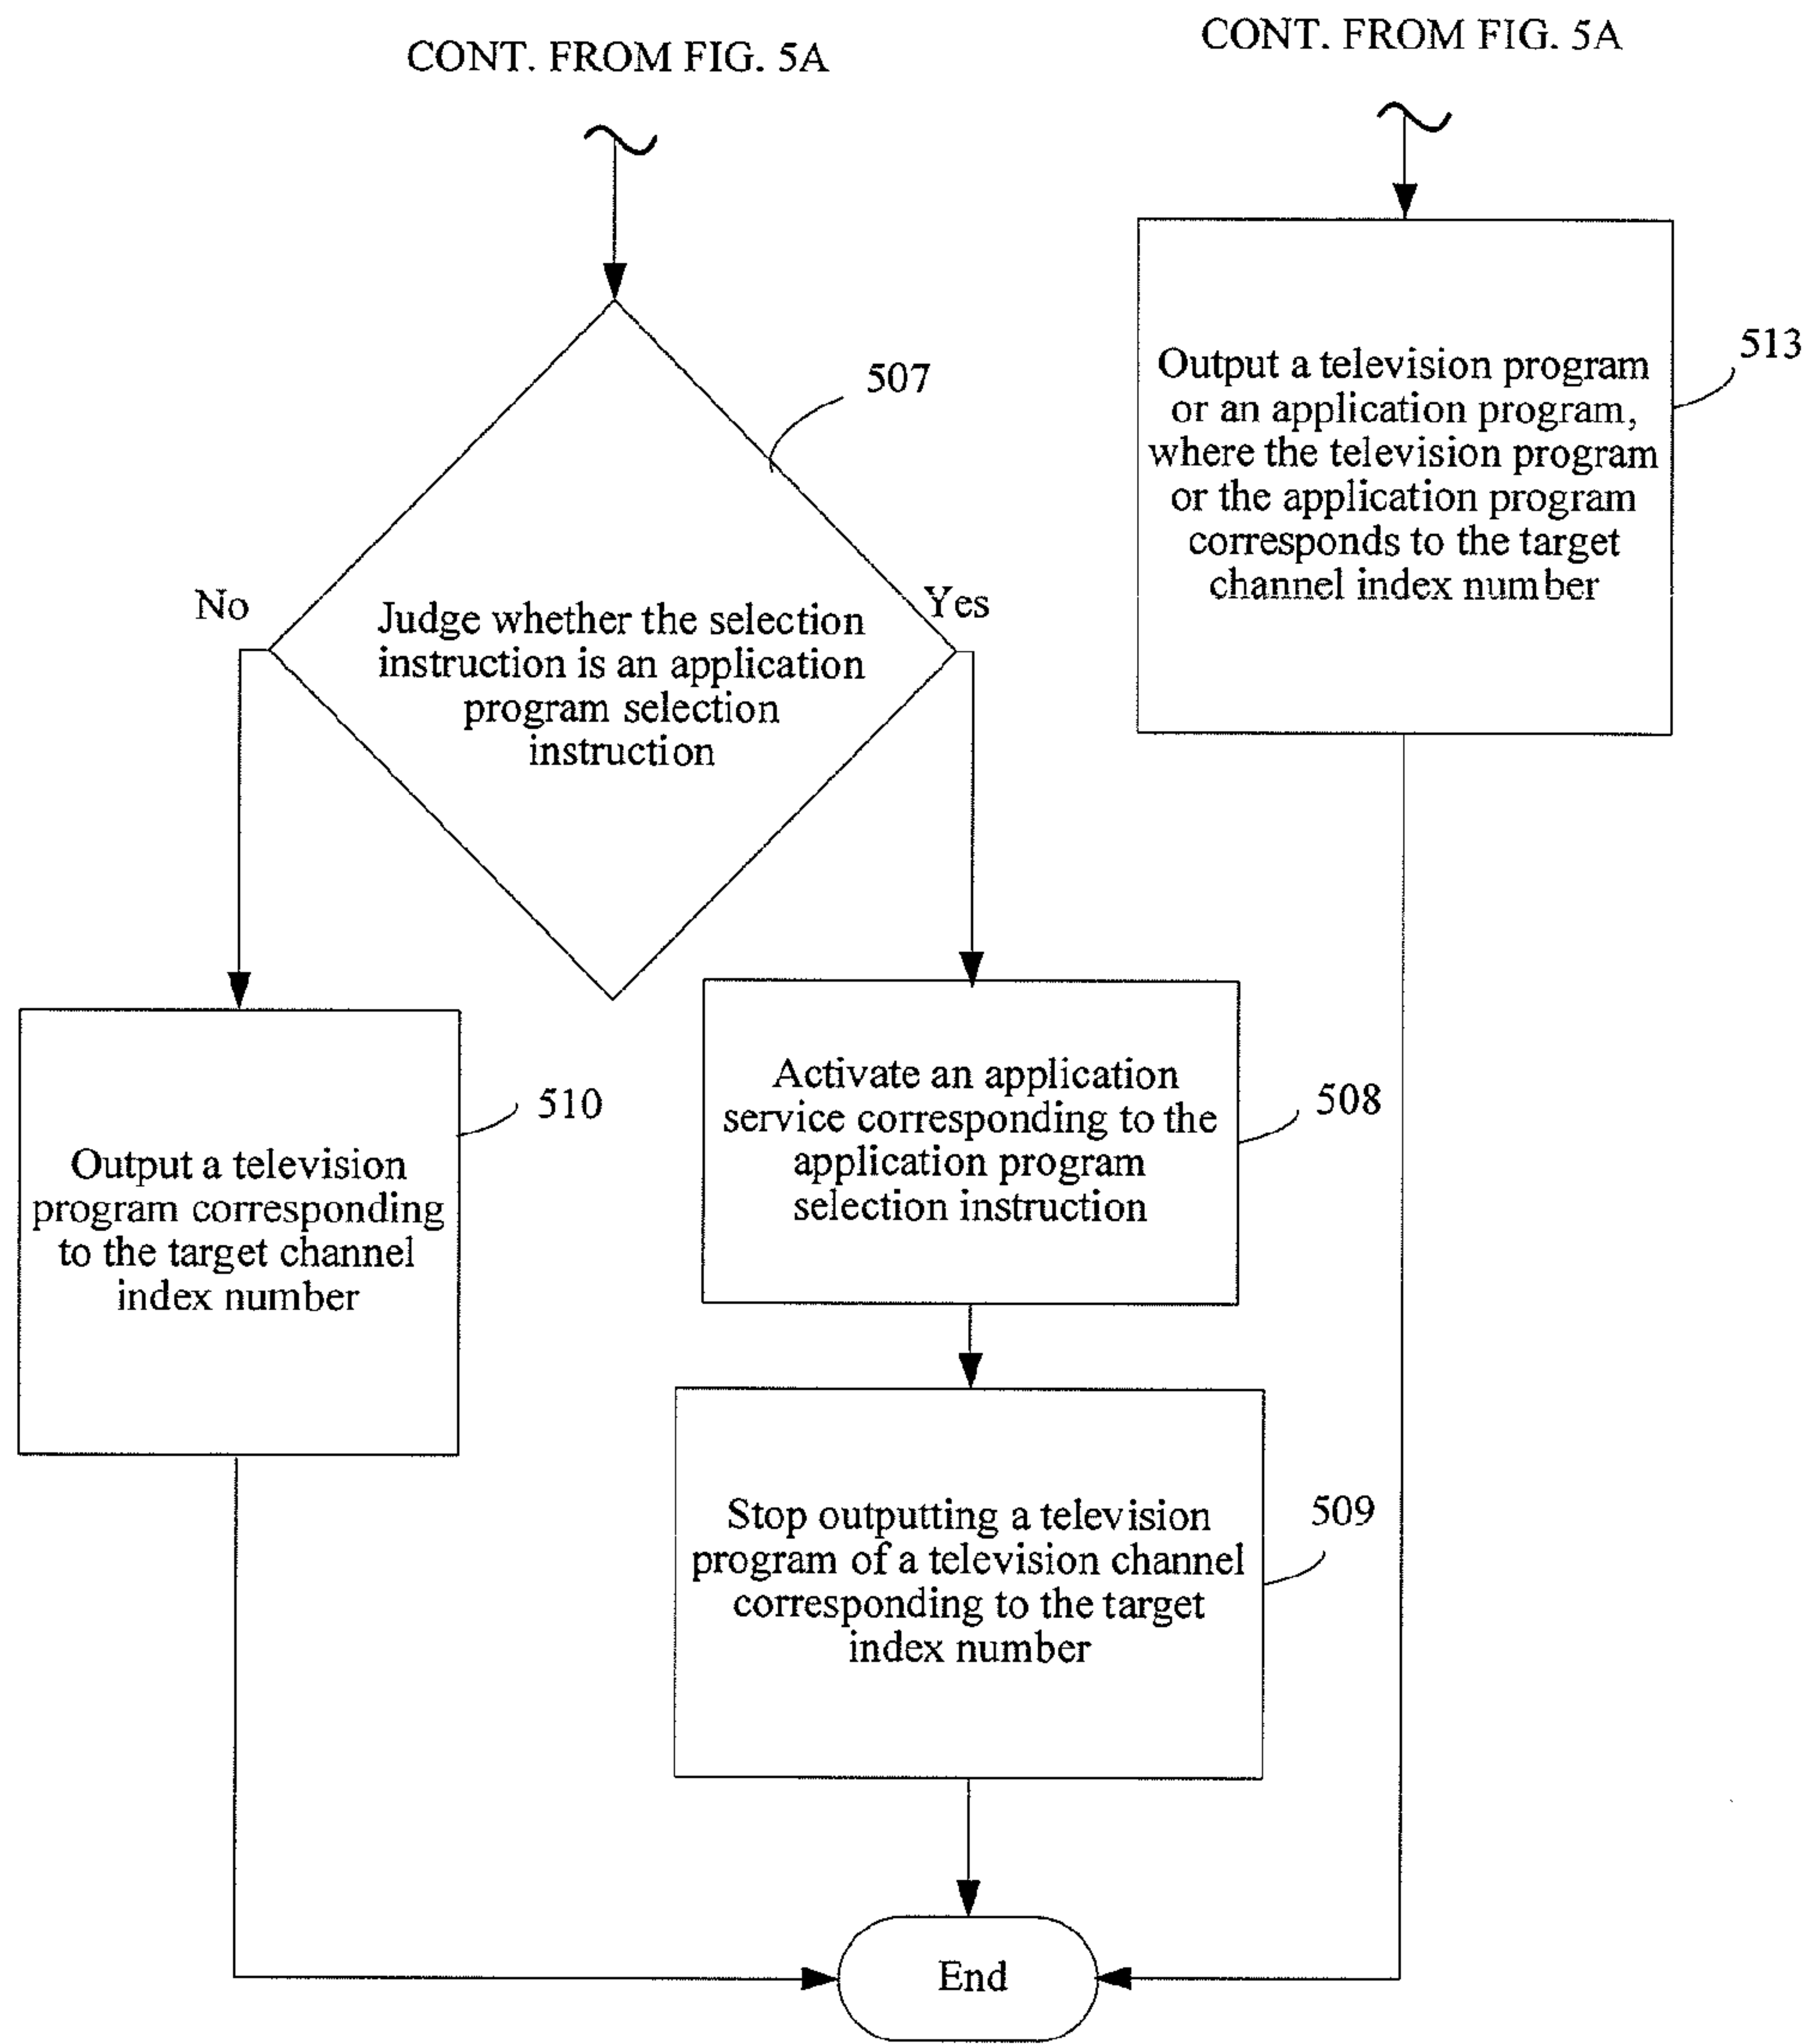 CONT. FROM FIG. 5A
CONT. FROM FIG. 5A
507
513
Output a television program
or an application program,
where the television program
or the application program
corresponds to the target
channel index number
No
Yes
Judge whether the selection
instruction is an application
program selection
instruction
510
Output a television
program corresponding
to the target channel
index number
508
Activate an application
service corresponding to the
application program
selection instruction
509
Stop outputting a television
program of a television channel
corresponding to the target
index number
End